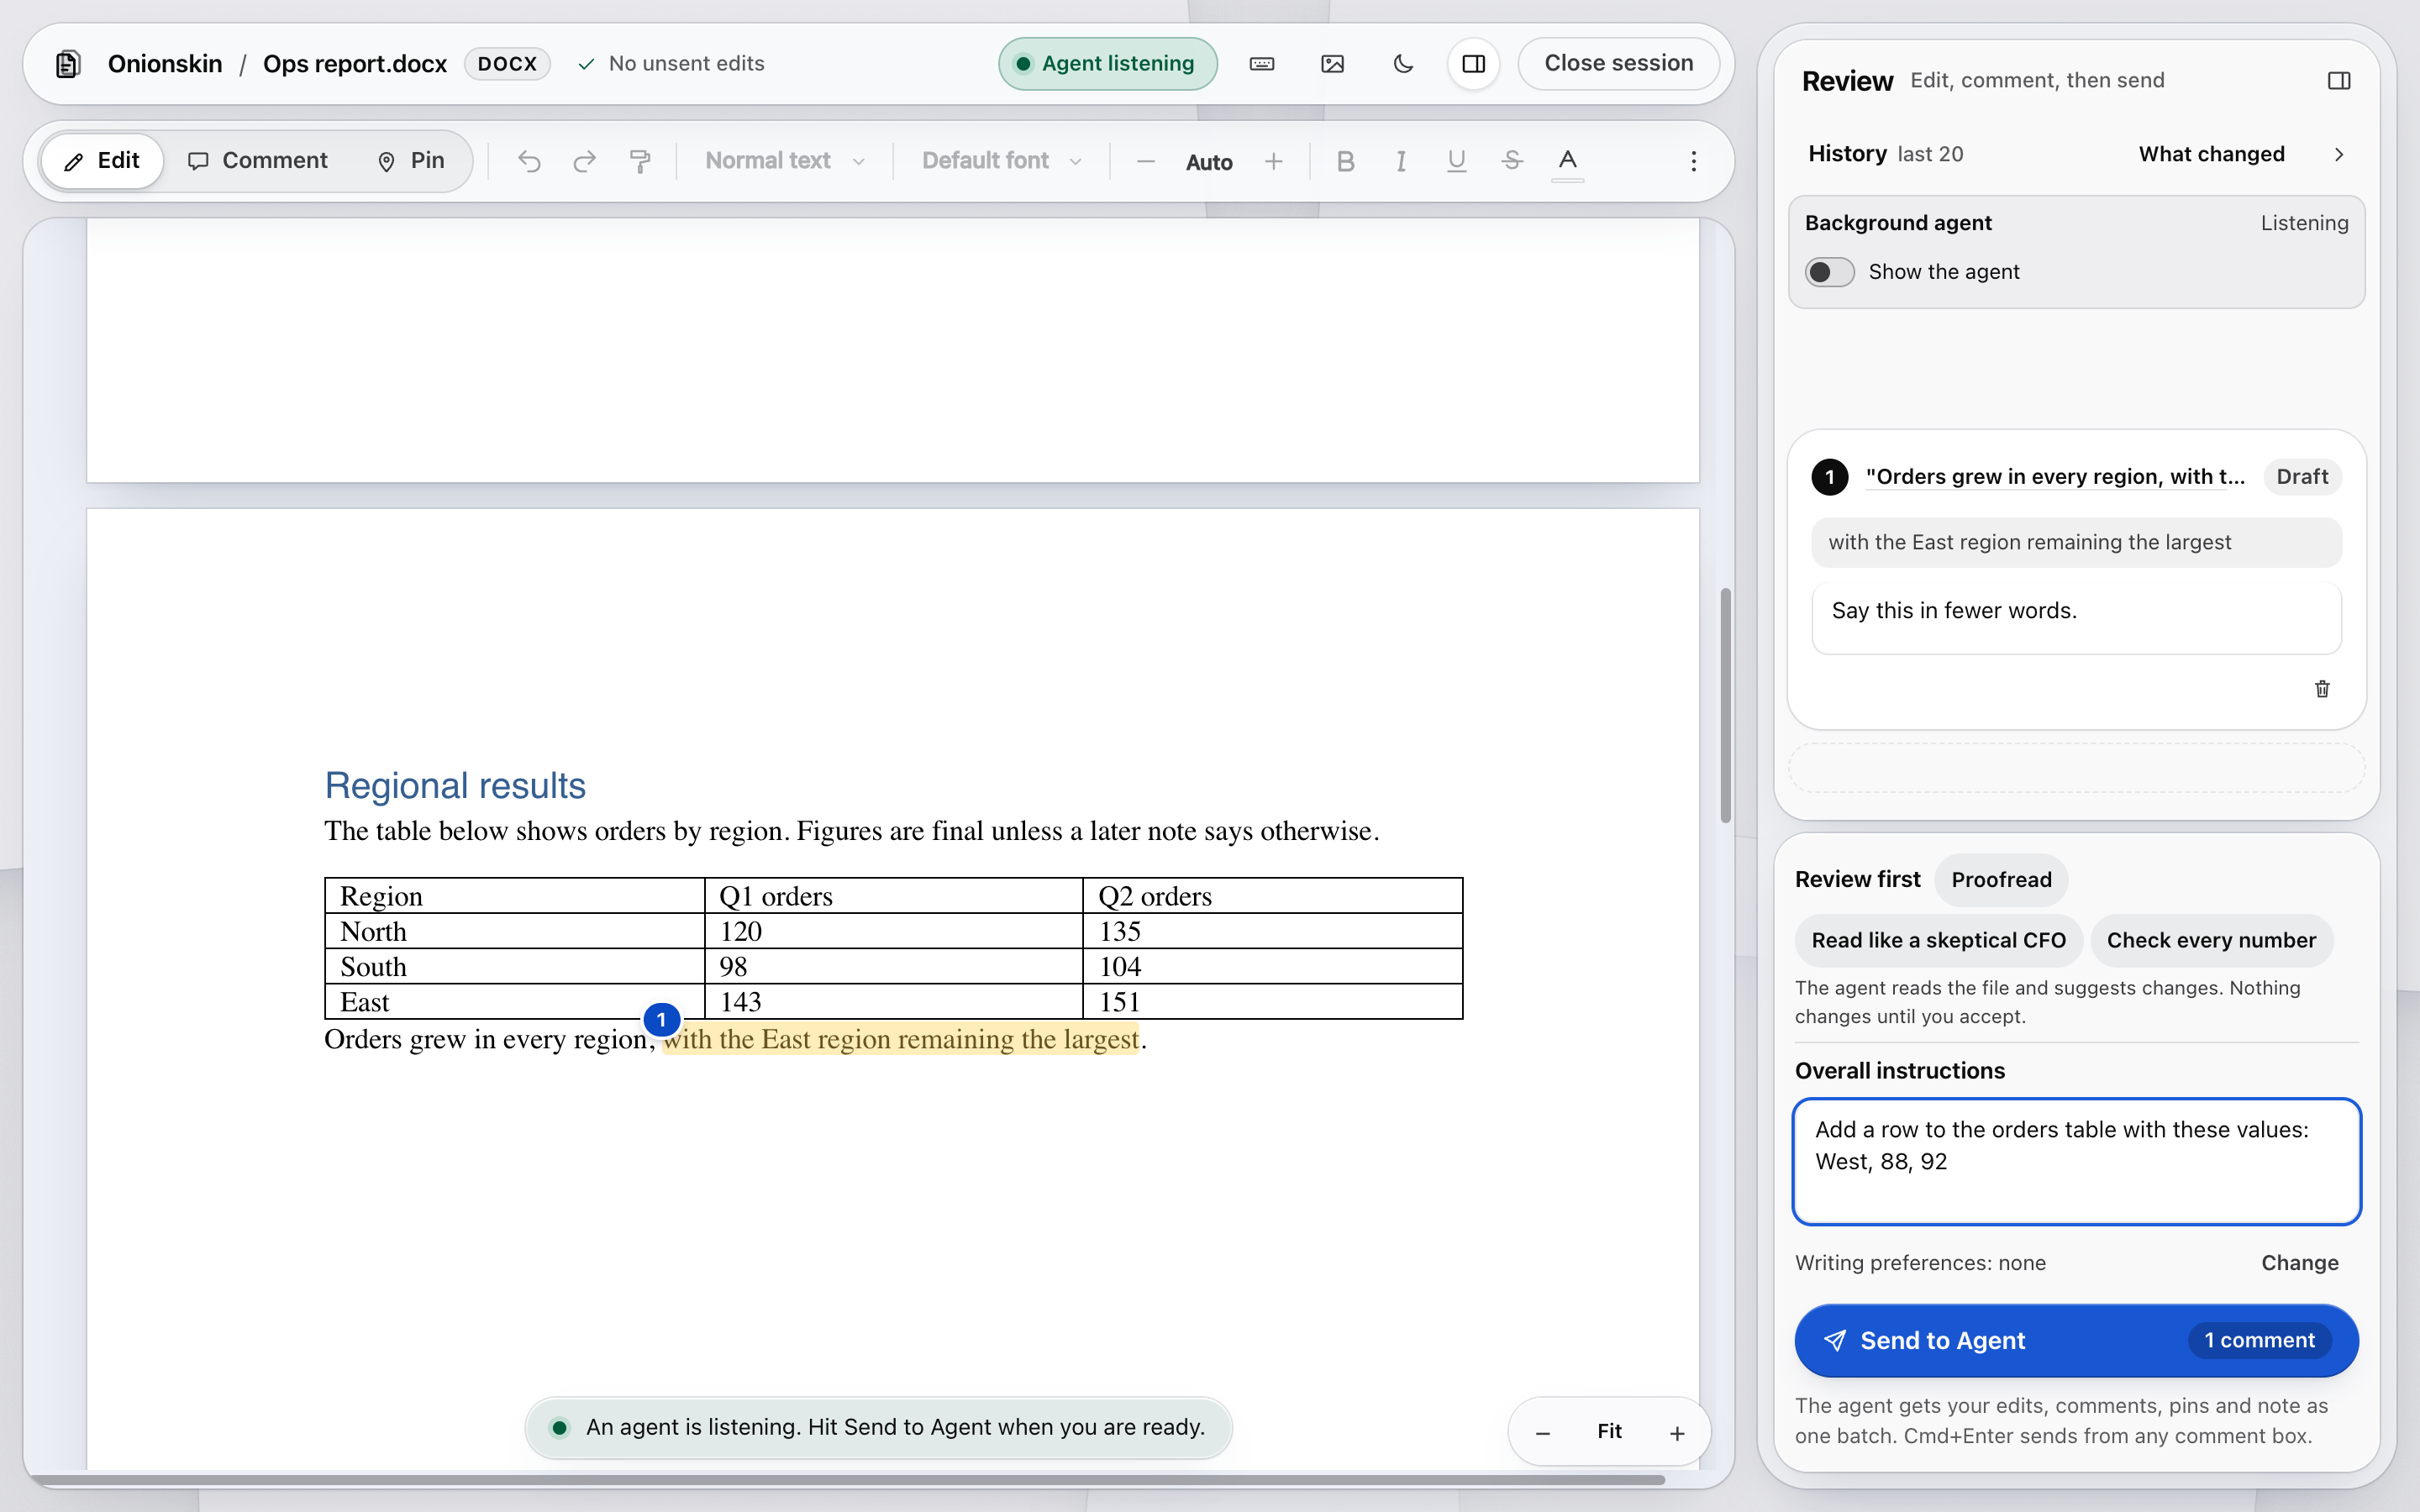 Onionskin / Ops report.docx DOCX No unsent edits Agent listening Close session
Edit Comment Pin Normal text Default font Auto B I U S A
Regional results
The table below shows orders by region. Figures are final unless a later note says otherwise.
Region Q1 orders Q2 orders
North 120 135
South 98 104
East 143 151
1
Orders grew in every region, with the East region remaining the largest.
An agent is listening. Hit Send to Agent when you are ready.
− Fit +
Review Edit, comment, then send
History last 20 What changed
Background agent Listening
Show the agent
1 "Orders grew in every region, with t... Draft
with the East region remaining the largest
Say this in fewer words.
Review first Proofread
Read like a skeptical CFO Check every number
The agent reads the file and suggests changes. Nothing
changes until you accept.
Overall instructions
Add a row to the orders table with these values:
West, 88, 92
Writing preferences: none Change
Send to Agent 1 comment
The agent gets your edits, comments, pins and note as
one batch. Cmd+Enter sends from any comment box.